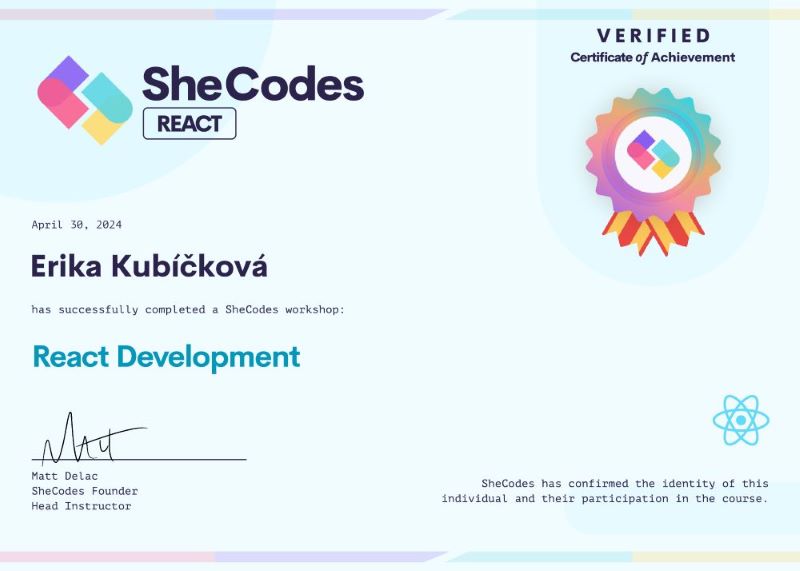 SheCodes
REACT
VERIFIED
Certificate of Achievement
April 30, 2024
Erika Kubíčková
has successfully completed a SheCodes workshop:
React Development
Matt
Matt Delac
SheCodes Founder
Head Instructor
SheCodes has confirmed the identity of this
individual and their participation in the course.